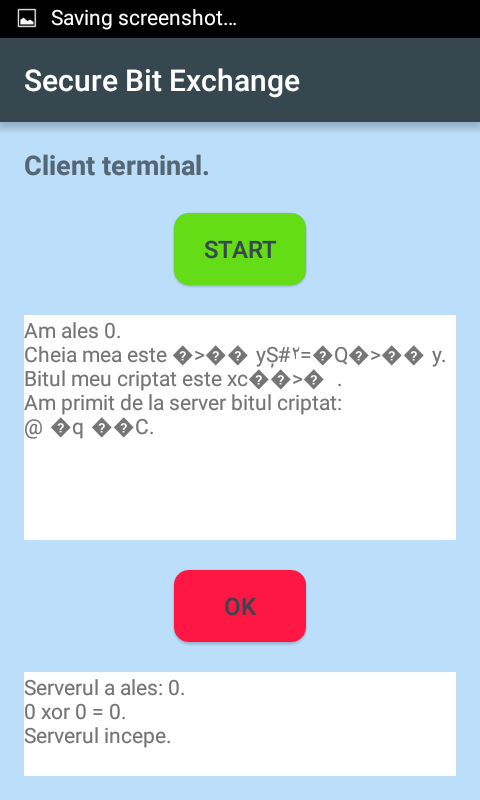 Saving screenshot...
Secure Bit Exchange
Client terminal.
START
Am ales 0.
Cheia mea este �>�� yȘ#۲=�Q�>�� y.
Bitul meu criptat este xc��>� .
Am primit de la server bitul criptat:
@ �q ��C.
OK
Serverul a ales: 0.
0 xor 0 = 0.
Serverul incepe.